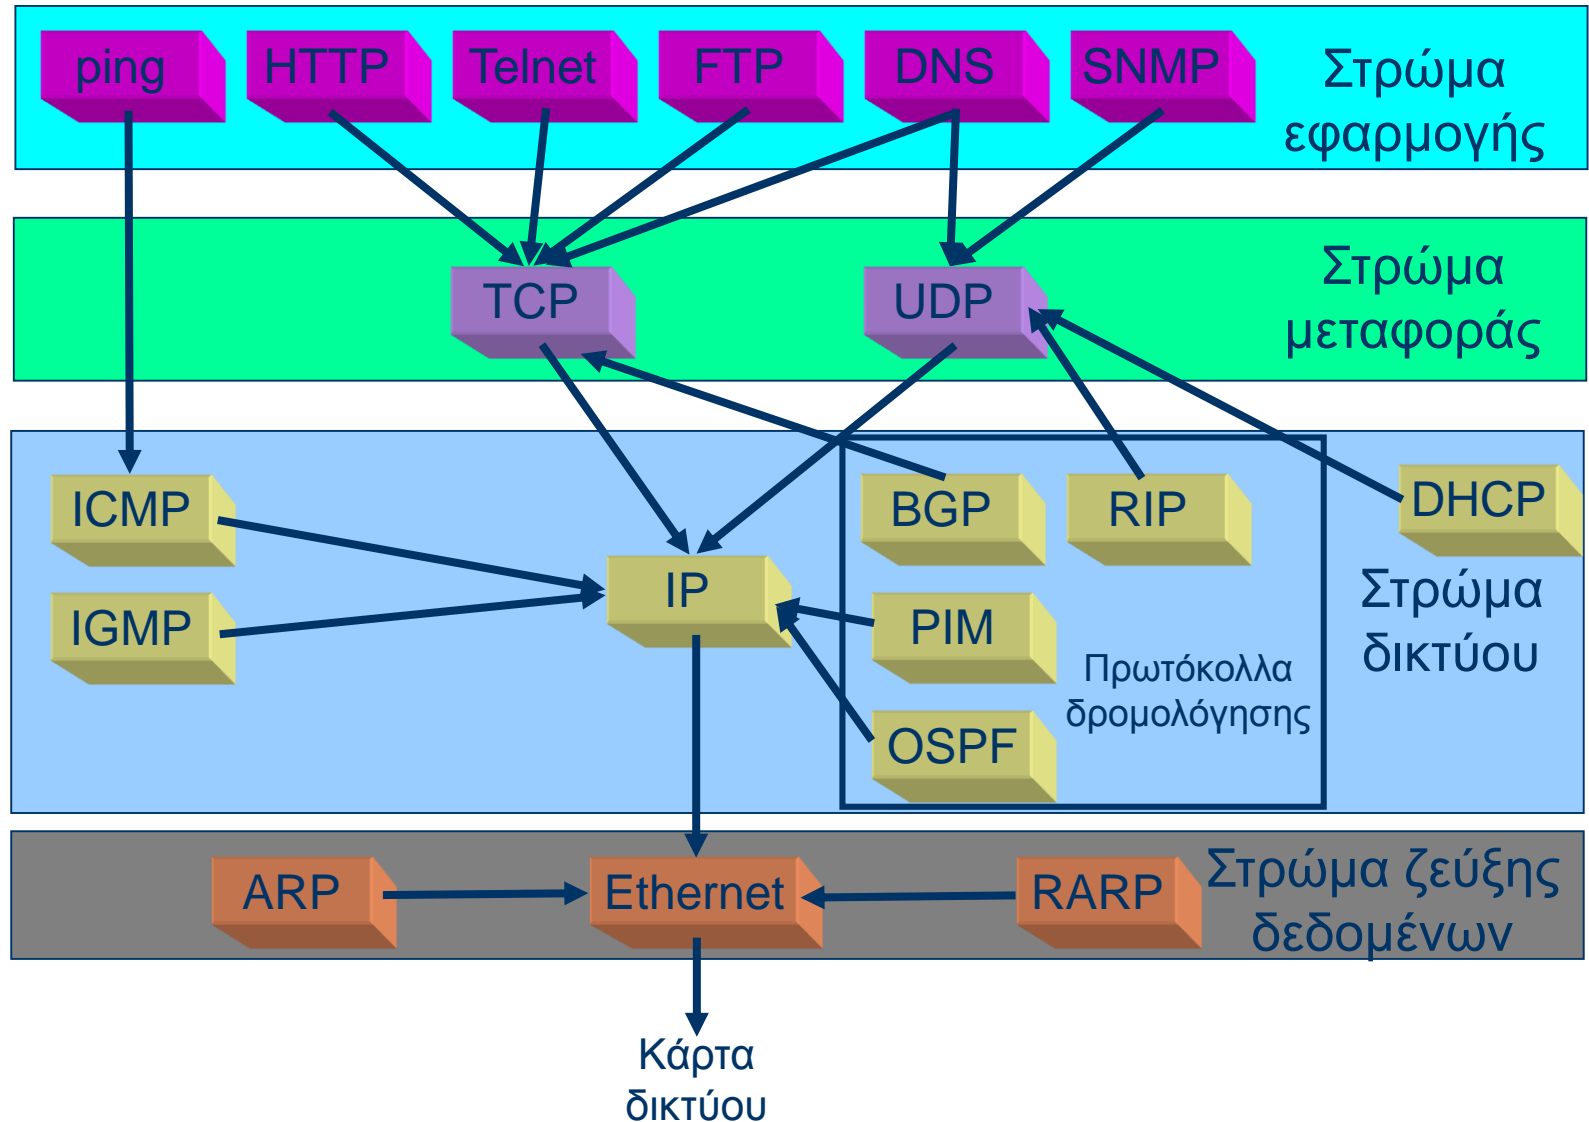 ping HTTP Telnet FTP DNS SNMP
Στρώμα
εφαρμογής
TCP UDP
Στρώμα
μεταφοράς
ICMP BGP RIP DHCP
IGMP IP PIM
Στρώμα
δικτύου
Πρωτόκολλα
δρομολόγησης
OSPF
ARP Ethernet RARP
Στρώμα ζεύξης
δεδομένων
Κάρτα
δικτύου